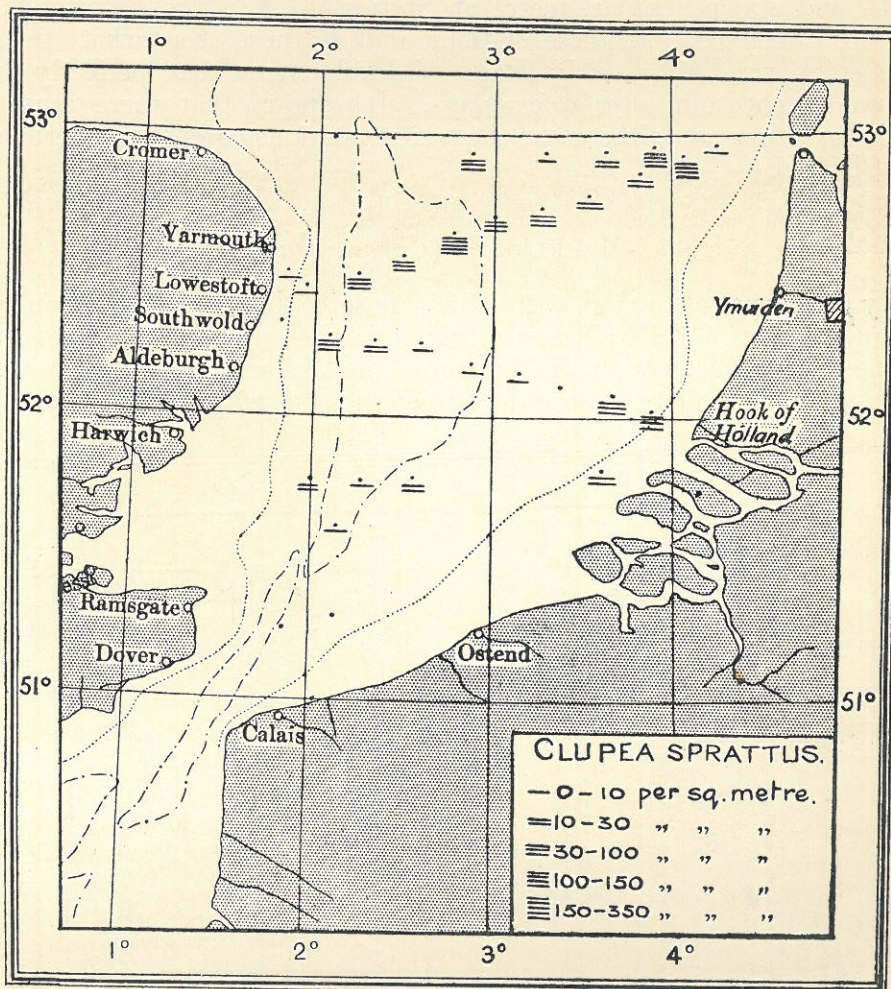 1° 2° 3° 4°
53° 53°
Cromer
Yarmouth
Lowestoft
Southwold
Aldeburgh
Ymuiden
52° 52°
Harwich
Hook of
Holland
Ramsgate
Dover
Ostend
51° 51°
Calais
CLUPEA SPRATTUS.
0-10 per sq. metre.
10-30 „ „ „
30-100 „ „ „
100-150 „ „ „
150-350 „ „ „
1° 2° 3° 4°